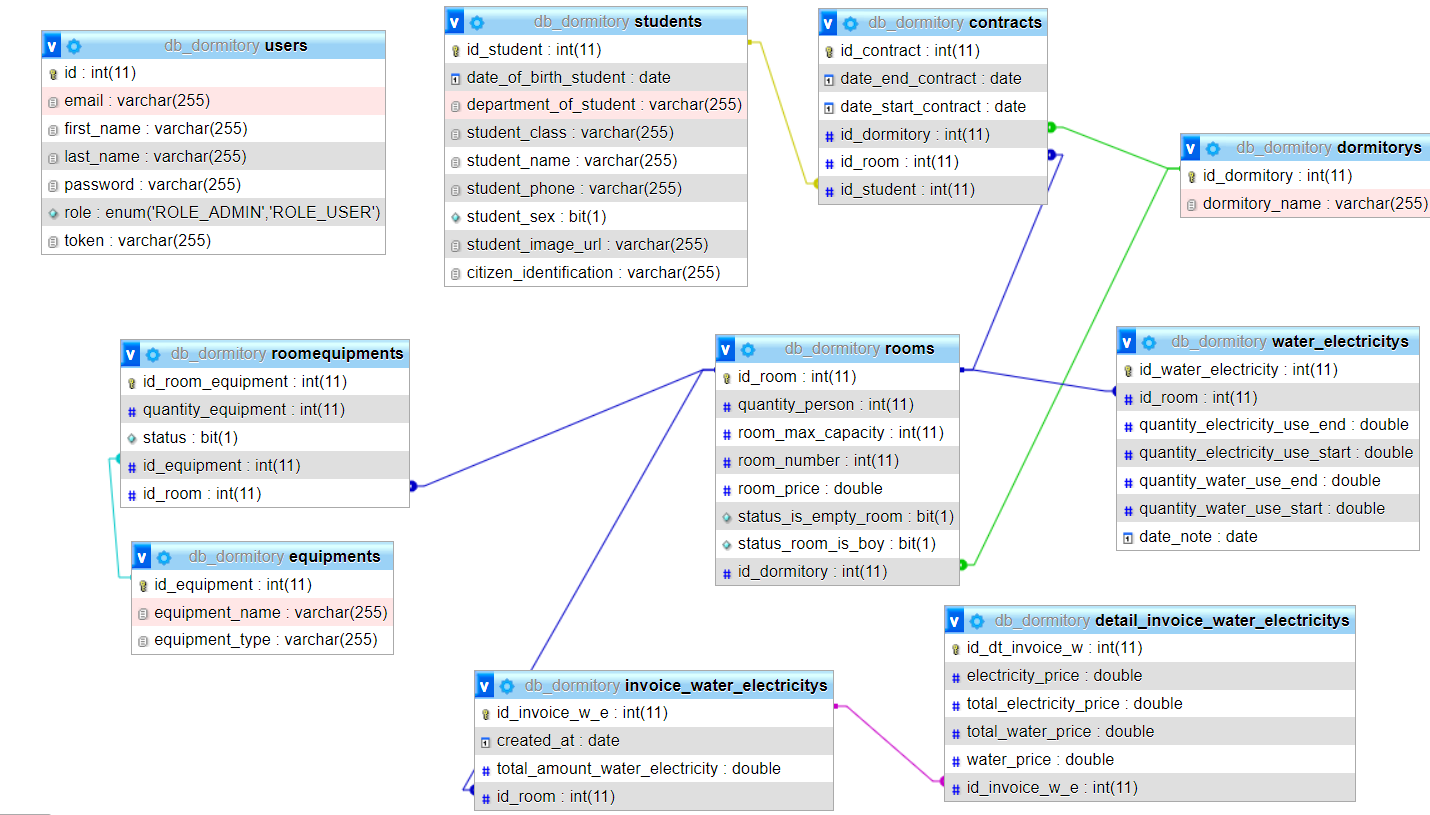 db_dormitory users
id : int(11)
email : varchar(255)
first_name : varchar(255)
last_name : varchar(255)
password : varchar(255)
role : enum('ROLE_ADMIN','ROLE_USER')
token : varchar(255)
db_dormitory students
id_student : int(11)
date_of_birth_student : date
department_of_student : varchar(255)
student_class : varchar(255)
student_name : varchar(255)
student_phone : varchar(255)
student_sex : bit(1)
student_image_url : varchar(255)
citizen_identification : varchar(255)
db_dormitory contracts
id_contract : int(11)
date_end_contract : date
date_start_contract : date
id_dormitory : int(11)
id_room : int(11)
id_student : int(11)
db_dormitory dormitorys
id_dormitory : int(11)
dormitory_name : varchar(255)
db_dormitory roomequipments
id_room_equipment : int(11)
quantity_equipment : int(11)
status : bit(1)
id_equipment : int(11)
id_room : int(11)
db_dormitory equipments
id_equipment : int(11)
equipment_name : varchar(255)
equipment_type : varchar(255)
db_dormitory rooms
id_room : int(11)
quantity_person : int(11)
room_max_capacity : int(11)
room_number : int(11)
room_price : double
status_is_empty_room : bit(1)
status_room_is_boy : bit(1)
id_dormitory : int(11)
db_dormitory water_electricitys
id_water_electricity : int(11)
id_room : int(11)
quantity_electricity_use_end : double
quantity_electricity_use_start : double
quantity_water_use_end : double
quantity_water_use_start : double
date_note : date
db_dormitory invoice_water_electricitys
id_invoice_w_e : int(11)
created_at : date
total_amount_water_electricity : double
id_room : int(11)
db_dormitory detail_invoice_water_electricitys
id_dt_invoice_w : int(11)
electricity_price : double
total_electricity_price : double
total_water_price : double
water_price : double
id_invoice_w_e : int(11)